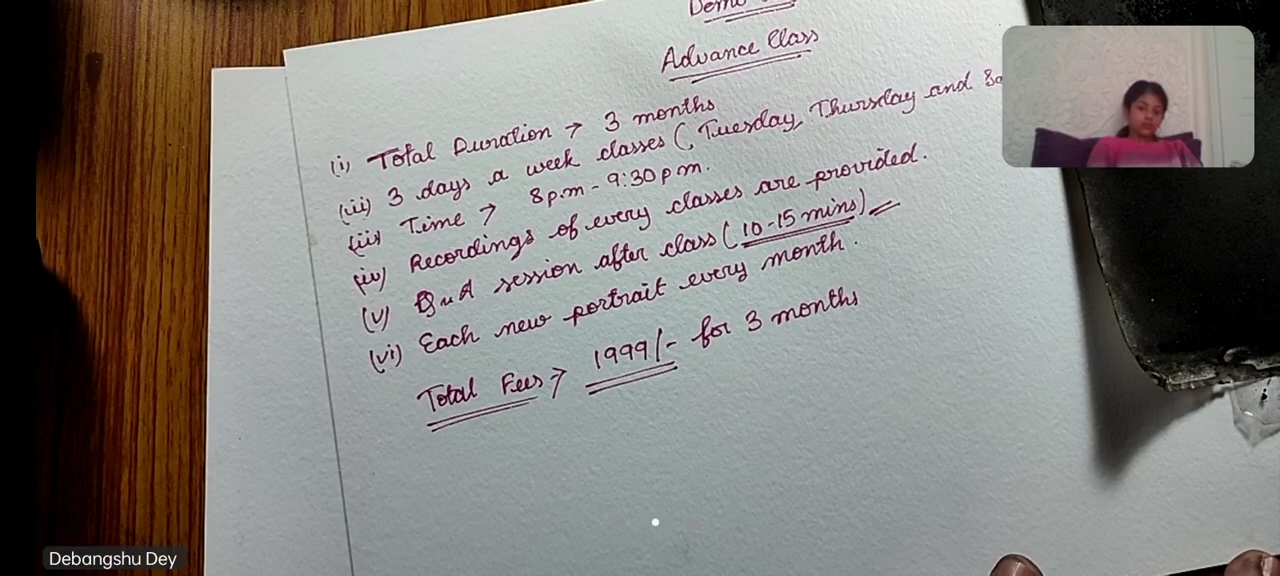 Demo
Advance Class
(i) Total Duration → 3 months
(ii) 3 days a week classes (Tuesday, Thursday and
(iii) Time → 8 p.m - 9:30 p.m.
(iv) Recordings of every classes are provided.
(v) QnA session after class (10-15 mins)
(vi) Each new portrait every month.
Total Fees → 1999/- for 3 months
Debangshu Dey